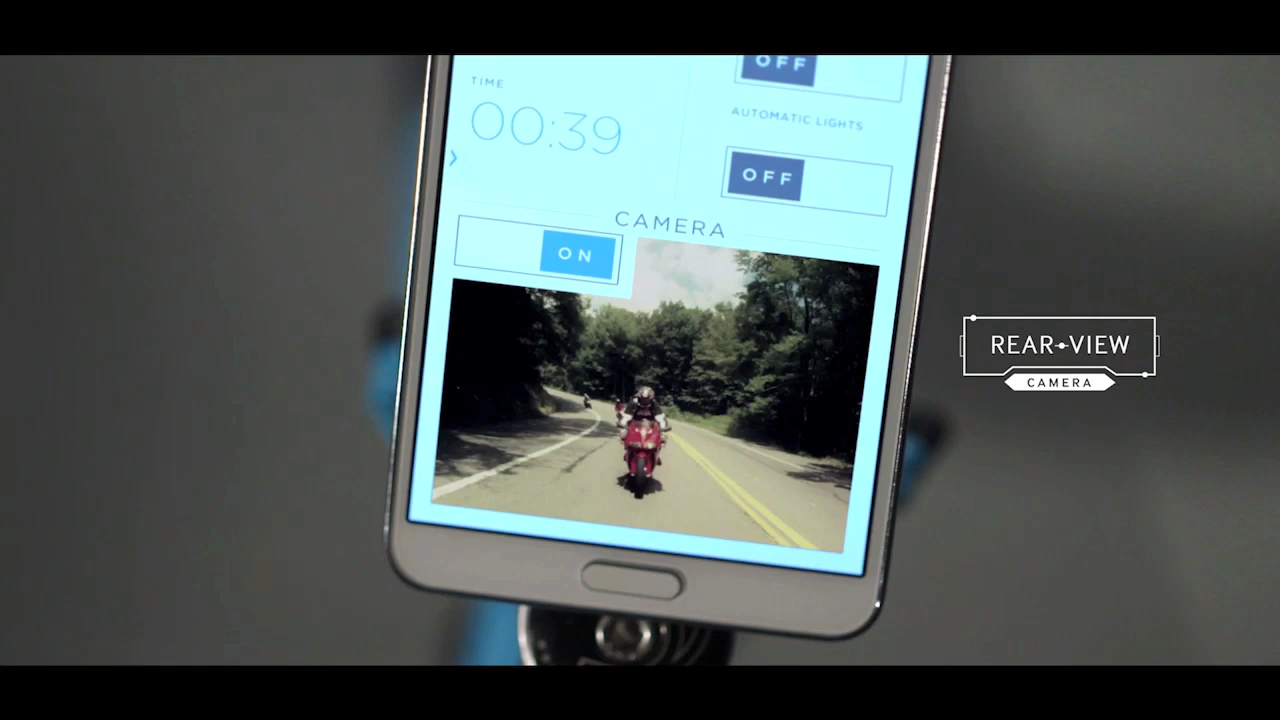 OFF
TIME
00:39
AUTOMATIC LIGHTS
OFF
CAMERA
ON
REAR-VIEW
CAMERA